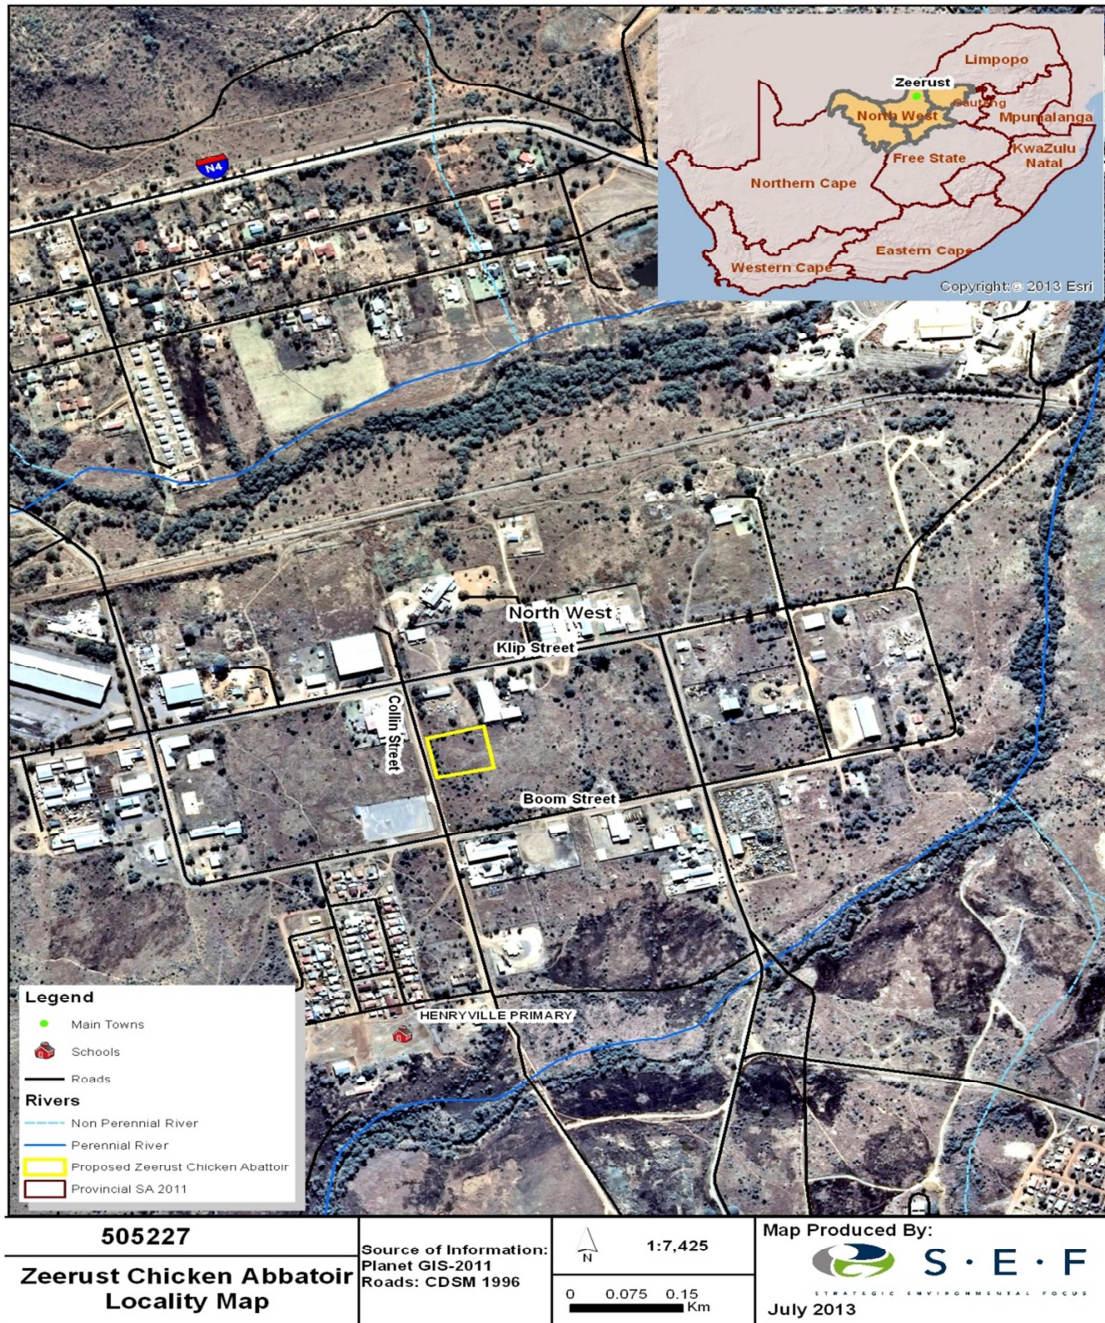 Limpopo
Zeerust
North West
Gauteng
Mpumalanga
KwaZulu
Natal
Free State
Northern Cape
Eastern Cape
Western Cape
Copyright:© 2013 Esri
N4
North West
Klip Street
Collin Street
Boom Street
HENRYVILLE PRIMARY
Legend
Main Towns
Schools
Roads
Rivers
Non Perennial River
Perennial River
Proposed Zeerust Chicken Abattoir
Provincial SA 2011
505227
Zeerust Chicken Abbatoir
Locality Map
Source of Information:
Planet GIS-2011
Roads: CDSM 1996
N
1:7,425
0 0.075 0.15
Km
Map Produced By:
S·E·F
STRATEGIC ENVIRONMENTAL FOCUS
July 2013